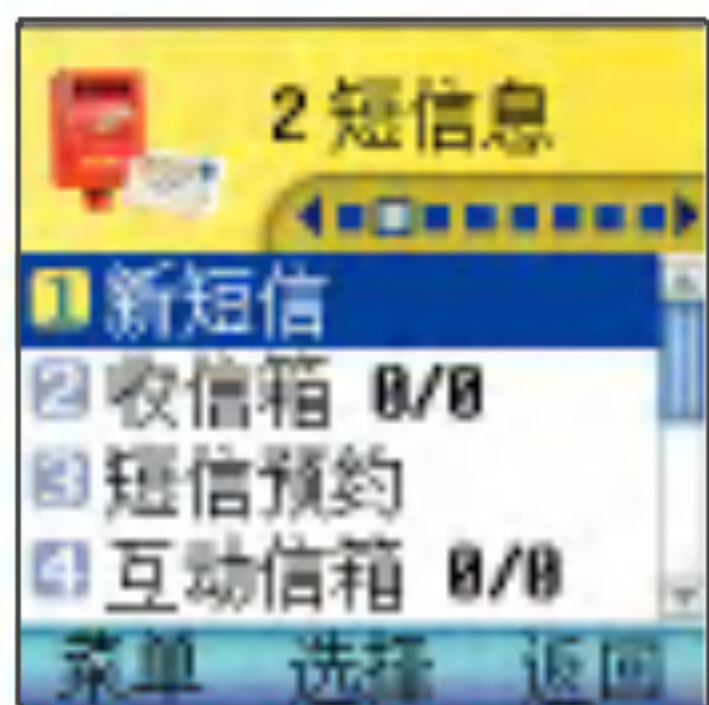 2 短信息
1 新短信
2 收信箱 0/0
3 短信预约
4 互动信箱 0/0
菜单 选择 返回